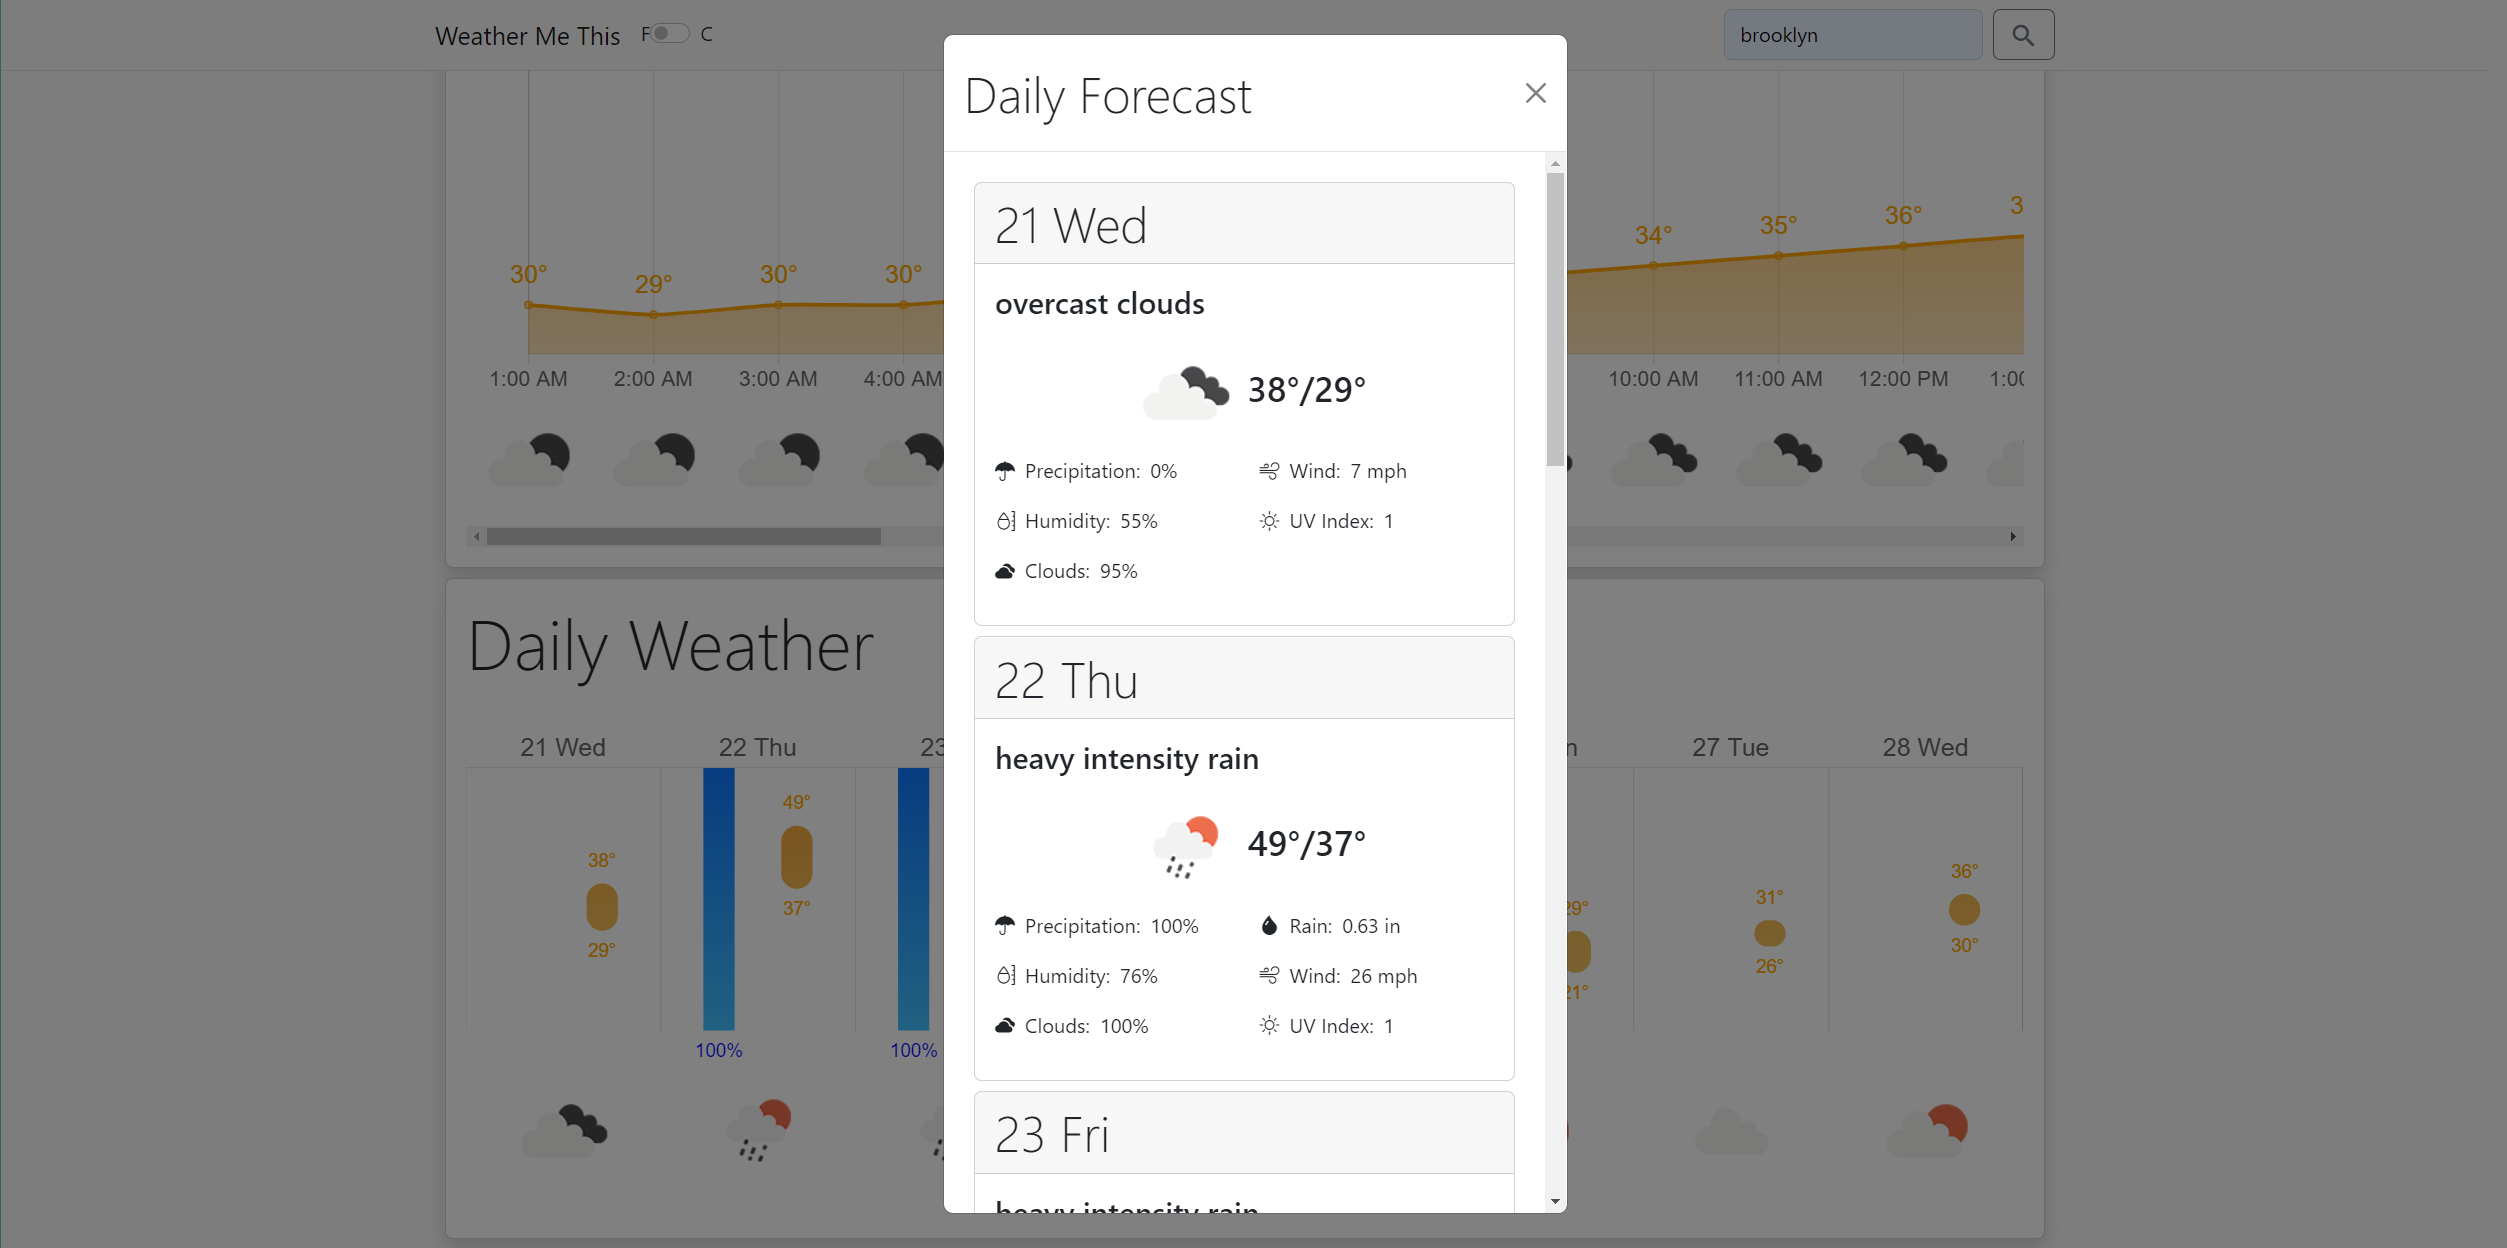 Weather Me This F C
brooklyn
Daily Forecast
21 Wed
overcast clouds
38°/29°
Precipitation: 0% Wind: 7 mph
Humidity: 55% UV Index: 1
Clouds: 95%
22 Thu
heavy intensity rain
49°/37°
Precipitation: 100% Rain: 0.63 in
Humidity: 76% Wind: 26 mph
Clouds: 100% UV Index: 1
23 Fri
heavy intensity rain
30° 29° 30° 30° 34° 35° 36° 3
1:00 AM 2:00 AM 3:00 AM 4:00 AM 10:00 AM 11:00 AM 12:00 PM 1:00
Daily Weather
21 Wed 22 Thu 23 n 27 Tue 28 Wed
38° 49° 29° 31° 36°
29° 37° 21° 26° 30°
100% 100%